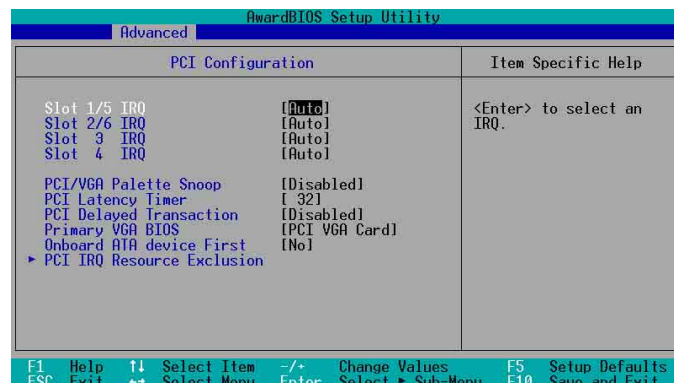 AwardBIOS Setup Utility
Advanced
PCI Configuration
Item Specific Help
Slot 1/5 IRQ [Auto]
Slot 2/6 IRQ [Auto]
Slot 3 IRQ [Auto]
Slot 4 IRQ [Auto]
<Enter> to select an
IRQ.
PCI/VGA Palette Snoop [Disabled]
PCI Latency Timer [ 32]
PCI Delayed Transaction [Disabled]
Primary VGA BIOS [PCI VGA Card]
Onboard ATA device First [No]
► PCI IRQ Resource Exclusion
F1 Help ↑↓ Select Item -/+ Change Values F5 Setup Defaults
ESC Exit ←→ Select Menu Enter Select ► Sub-Menu F10 Save and Exit